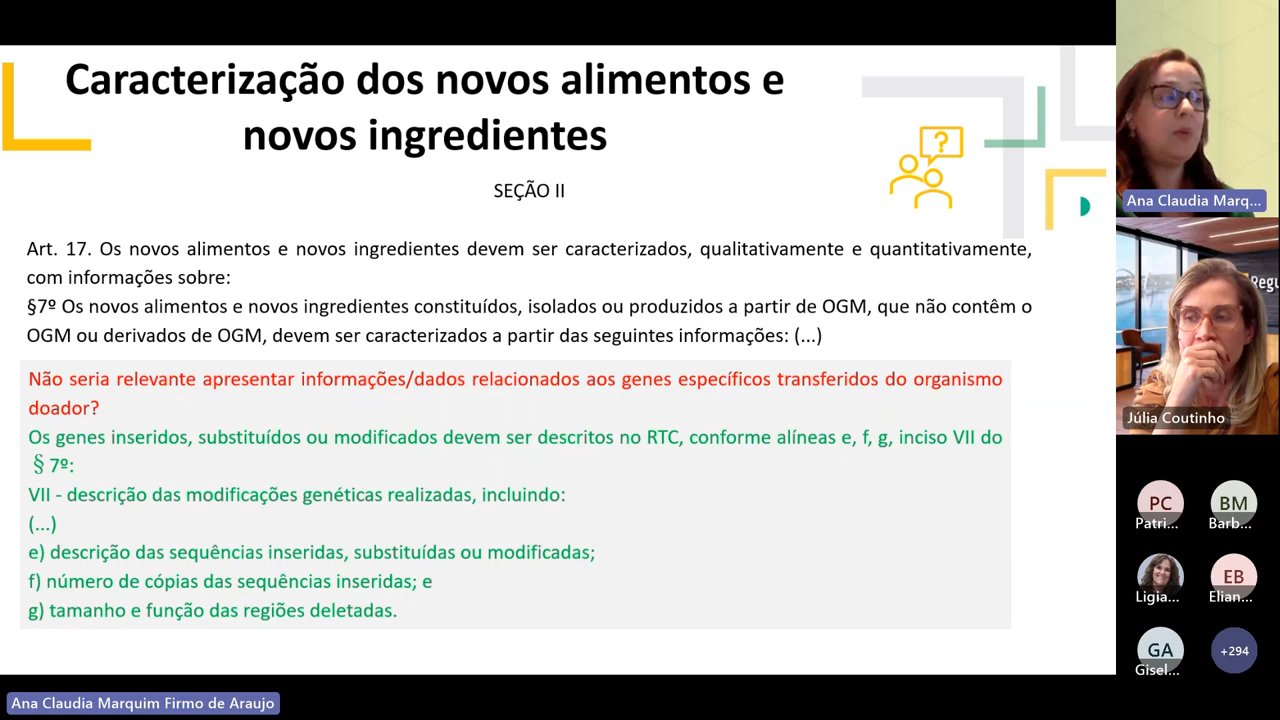 Caracterização dos novos alimentos e
novos ingredientes
?
SEÇÃO II
Art. 17. Os novos alimentos e novos ingredientes devem ser caracterizados, qualitativamente e quantitativamente,
com informações sobre:
§7º Os novos alimentos e novos ingredientes constituídos, isolados ou produzidos a partir de OGM, que não contêm o
OGM ou derivados de OGM, devem ser caracterizados a partir das seguintes informações: (...)
Não seria relevante apresentar informações/dados relacionados aos genes específicos transferidos do organismo
doador?
Os genes inseridos, substituídos ou modificados devem ser descritos no RTC, conforme alíneas e, f, g, inciso VII do
§ 7º:
VII - descrição das modificações genéticas realizadas, incluindo:
(...)
e) descrição das sequências inseridas, substituídas ou modificadas;
f) número de cópias das sequências inseridas; e
g) tamanho e função das regiões deletadas.
Ana Claudia Marq...
Regu
Júlia Coutinho
PC
BM
Patri...
Barb...
EB
Ligia...
Elian...
GA
+294
Gisel...
Ana Claudia Marquim Firmo de Araujo